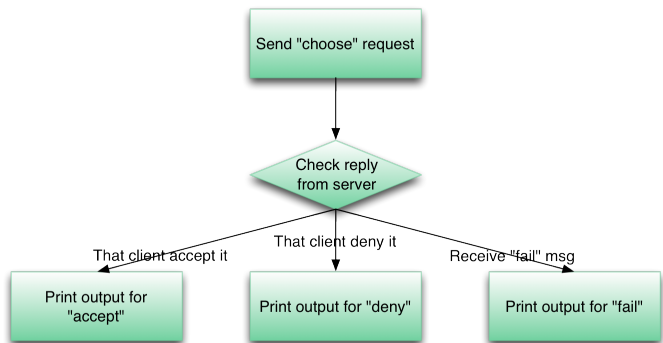 Send "choose" request
Check reply
from server
That client accept it
That client deny it
Receive "fail" msg
Print output for
"accept"
Print output for "deny"
Print output for "fail"